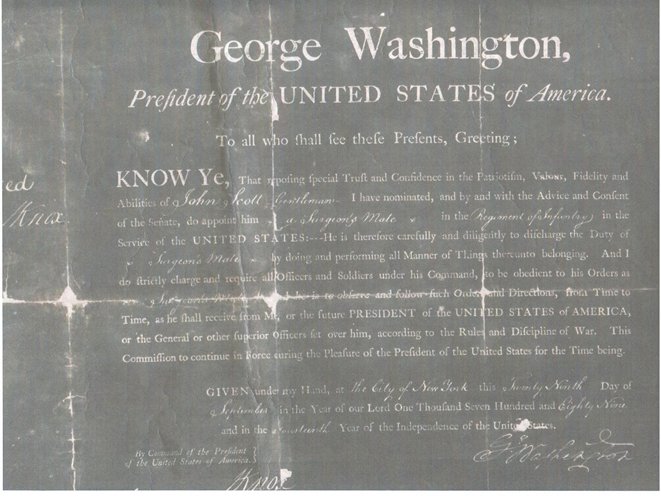 George Washington,
President of the UNITED STATES of America.
To all who shall see these Presents, Greeting;
KNOW YE, That reposing special Trust and Confidence in the Patriotism, Valour, Fidelity and
Abilities of John Scott Gentleman I have nominated, and by and with the Advice and Consent
of the Senate, do appoint him a Surgeon's Mate in the Regiment of Infantry in the
Service of the UNITED STATES:---He is therefore carefully and diligently to discharge the Duty of
Surgeon's Mate by doing and performing all Manner of Things thereunto belonging. And I
do strictly charge and require all Officers and Soldiers under his Command, to be obedient to his Orders as
Surgeon's Mate he is to observe and follow such Orders and Directions, from Time to
Time, as he shall receive from Me, or the future PRESIDENT of the UNITED STATES of AMERICA,
or the General or other superior Officers set over him, according to the Rules and Discipline of War. This
Commission to continue in Force during the Pleasure of the President of the United States for the Time being.
GIVEN under my Hand, at the City of New York this Twenty Ninth Day of
September in the Year of our Lord One Thousand Seven Hundred and Eighty Nine
and in the Fourteenth Year of the Independence of the United States.
By Command of the President
of the United States of America.
G. Washington
Knox
ed
Knox